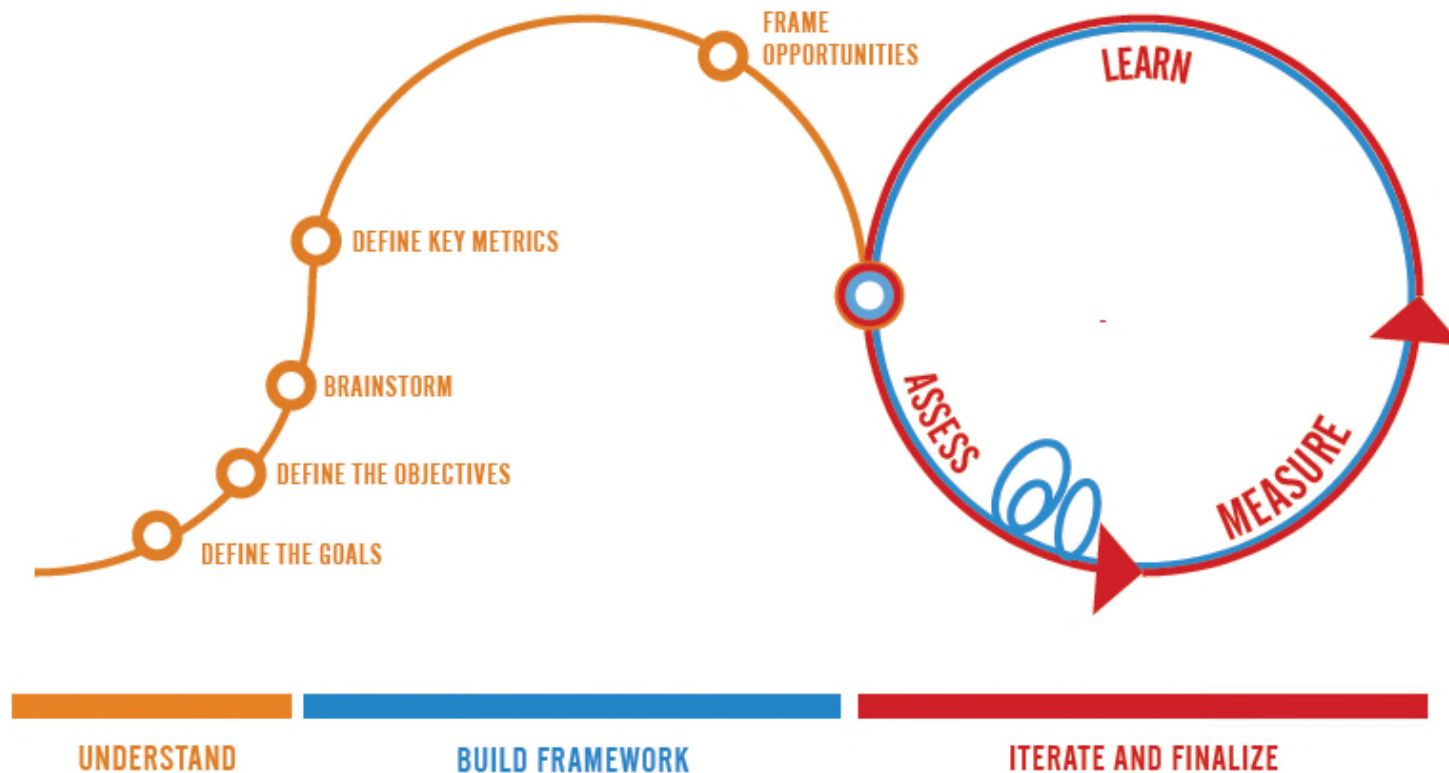 FRAME
OPPORTUNITIES
LEARN
DEFINE KEY METRICS
BRAINSTORM
ASSESS
DEFINE THE OBJECTIVES
MEASURE
DEFINE THE GOALS
UNDERSTAND
BUILD FRAMEWORK
ITERATE AND FINALIZE